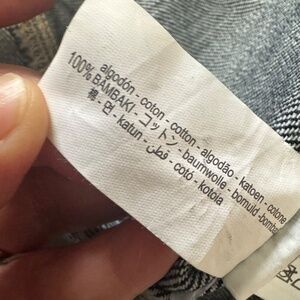 algodón - coton - cotton - algodão - katoen - cotone
100% BAMBAKI - コットン - baumwolle - bomuld - bombaž
棉 - 면 - katun - قطن - cotó - kotoia